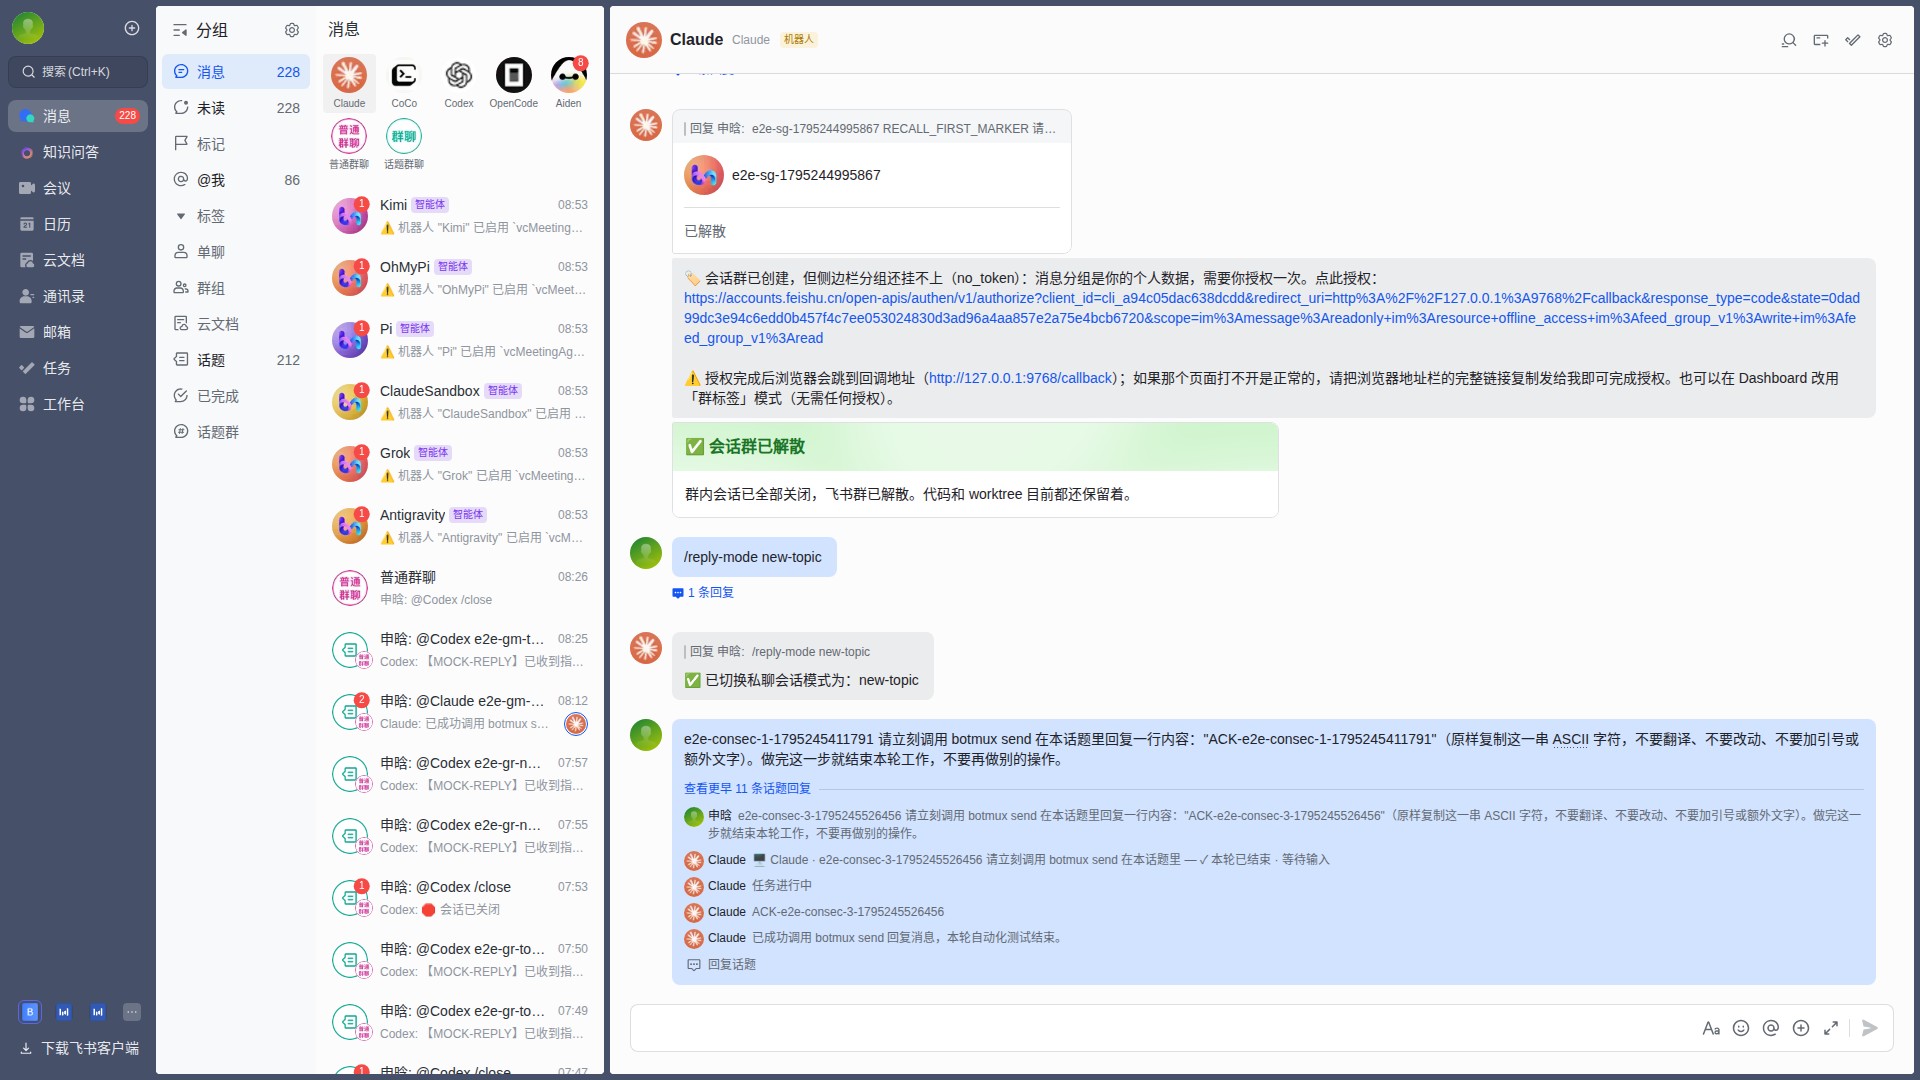 搜索 (Ctrl+K)
消息 228
知识问答
会议
日历
云文档
通讯录
邮箱
任务
工作台
下载飞书客户端
分组
消息 228
未读 228
标记
@我 86
标签
单聊
群组
云文档
话题 212
已完成
话题群
消息
Claude
CoCo
Codex
OpenCode
8
Aiden
普通群聊
普通群聊
群聊
话题群聊
1
Kimi 智能体 08:53
⚠️ 机器人 "Kimi" 已启用 `vcMeeting…
1
OhMyPi 智能体 08:53
⚠️ 机器人 "OhMyPi" 已启用 `vcMeet…
1
Pi 智能体 08:53
⚠️ 机器人 "Pi" 已启用 `vcMeetingAg…
1
ClaudeSandbox 智能体 08:53
⚠️ 机器人 "ClaudeSandbox" 已启用 …
1
Grok 智能体 08:53
⚠️ 机器人 "Grok" 已启用 `vcMeeting…
1
Antigravity 智能体 08:53
⚠️ 机器人 "Antigravity" 已启用 `vcM…
普通群聊
普通群聊 08:26
申晗: @Codex /close
申晗: @Codex e2e-gm-t… 08:25
Codex: 【MOCK-REPLY】已收到指…
2
申晗: @Claude e2e-gm-… 08:12
Claude: 已成功调用 botmux s…
申晗: @Codex e2e-gr-n… 07:57
Codex: 【MOCK-REPLY】已收到指…
申晗: @Codex e2e-gr-n… 07:55
Codex: 【MOCK-REPLY】已收到指…
1
申晗: @Codex /close 07:53
Codex: 🛑 会话已关闭
申晗: @Codex e2e-gr-to… 07:50
Codex: 【MOCK-REPLY】已收到指…
申晗: @Codex e2e-gr-to… 07:49
Codex: 【MOCK-REPLY】已收到指…
1
申晗: @Codex /close 07:47
Claude Claude 机器人
回复 申晗: e2e-sg-1795244995867 RECALL_FIRST_MARKER 请…
e2e-sg-1795244995867
已解散
🏷️ 会话群已创建，但侧边栏分组还挂不上（no_token）：消息分组是你的个人数据，需要你授权一次。点此授权：
https://accounts.feishu.cn/open-apis/authen/v1/authorize?client_id=cli_a94c05dac638dcdd&redirect_uri=http%3A%2F%2F127.0.0.1%3A9768%2Fcallback&response_type=code&state=0dad
99dc3e94c6edd0b457f4c7ee053024830d3ad96a4aa857e2a75e4bcb6720&scope=im%3Amessage%3Areadonly+im%3Aresource+offline_access+im%3Afeed_group_v1%3Awrite+im%3Afe
ed_group_v1%3Aread
⚠️ 授权完成后浏览器会跳到回调地址（http://127.0.0.1:9768/callback）；如果那个页面打不开是正常的，请把浏览器地址栏的完整链接复制发给我即可完成授权。也可以在 Dashboard 改用
「群标签」模式（无需任何授权）。
✅ 会话群已解散
群内会话已全部关闭，飞书群已解散。代码和 worktree 目前都还保留着。
/reply-mode new-topic
1 条回复
回复 申晗: /reply-mode new-topic
✅ 已切换私聊会话模式为：new-topic
e2e-consec-1-1795245411791 请立刻调用 botmux send 在本话题里回复一行内容："ACK-e2e-consec-1-1795245411791"（原样复制这一串 ASCII 字符，不要翻译、不要改动、不要加引号或
额外文字）。做完这一步就结束本轮工作，不要再做别的操作。
查看更早 11 条话题回复
申晗 e2e-consec-3-1795245526456 请立刻调用 botmux send 在本话题里回复一行内容："ACK-e2e-consec-3-1795245526456"（原样复制这一串 ASCII 字符，不要翻译、不要改动、不要加引号或额外文字）。做完这一
步就结束本轮工作，不要再做别的操作。
Claude 🖥️ Claude · e2e-consec-3-1795245526456 请立刻调用 botmux send 在本话题里 — ✓ 本轮已结束 · 等待输入
Claude 任务进行中
Claude ACK-e2e-consec-3-1795245526456
Claude 已成功调用 botmux send 回复消息，本轮自动化测试结束。
回复话题